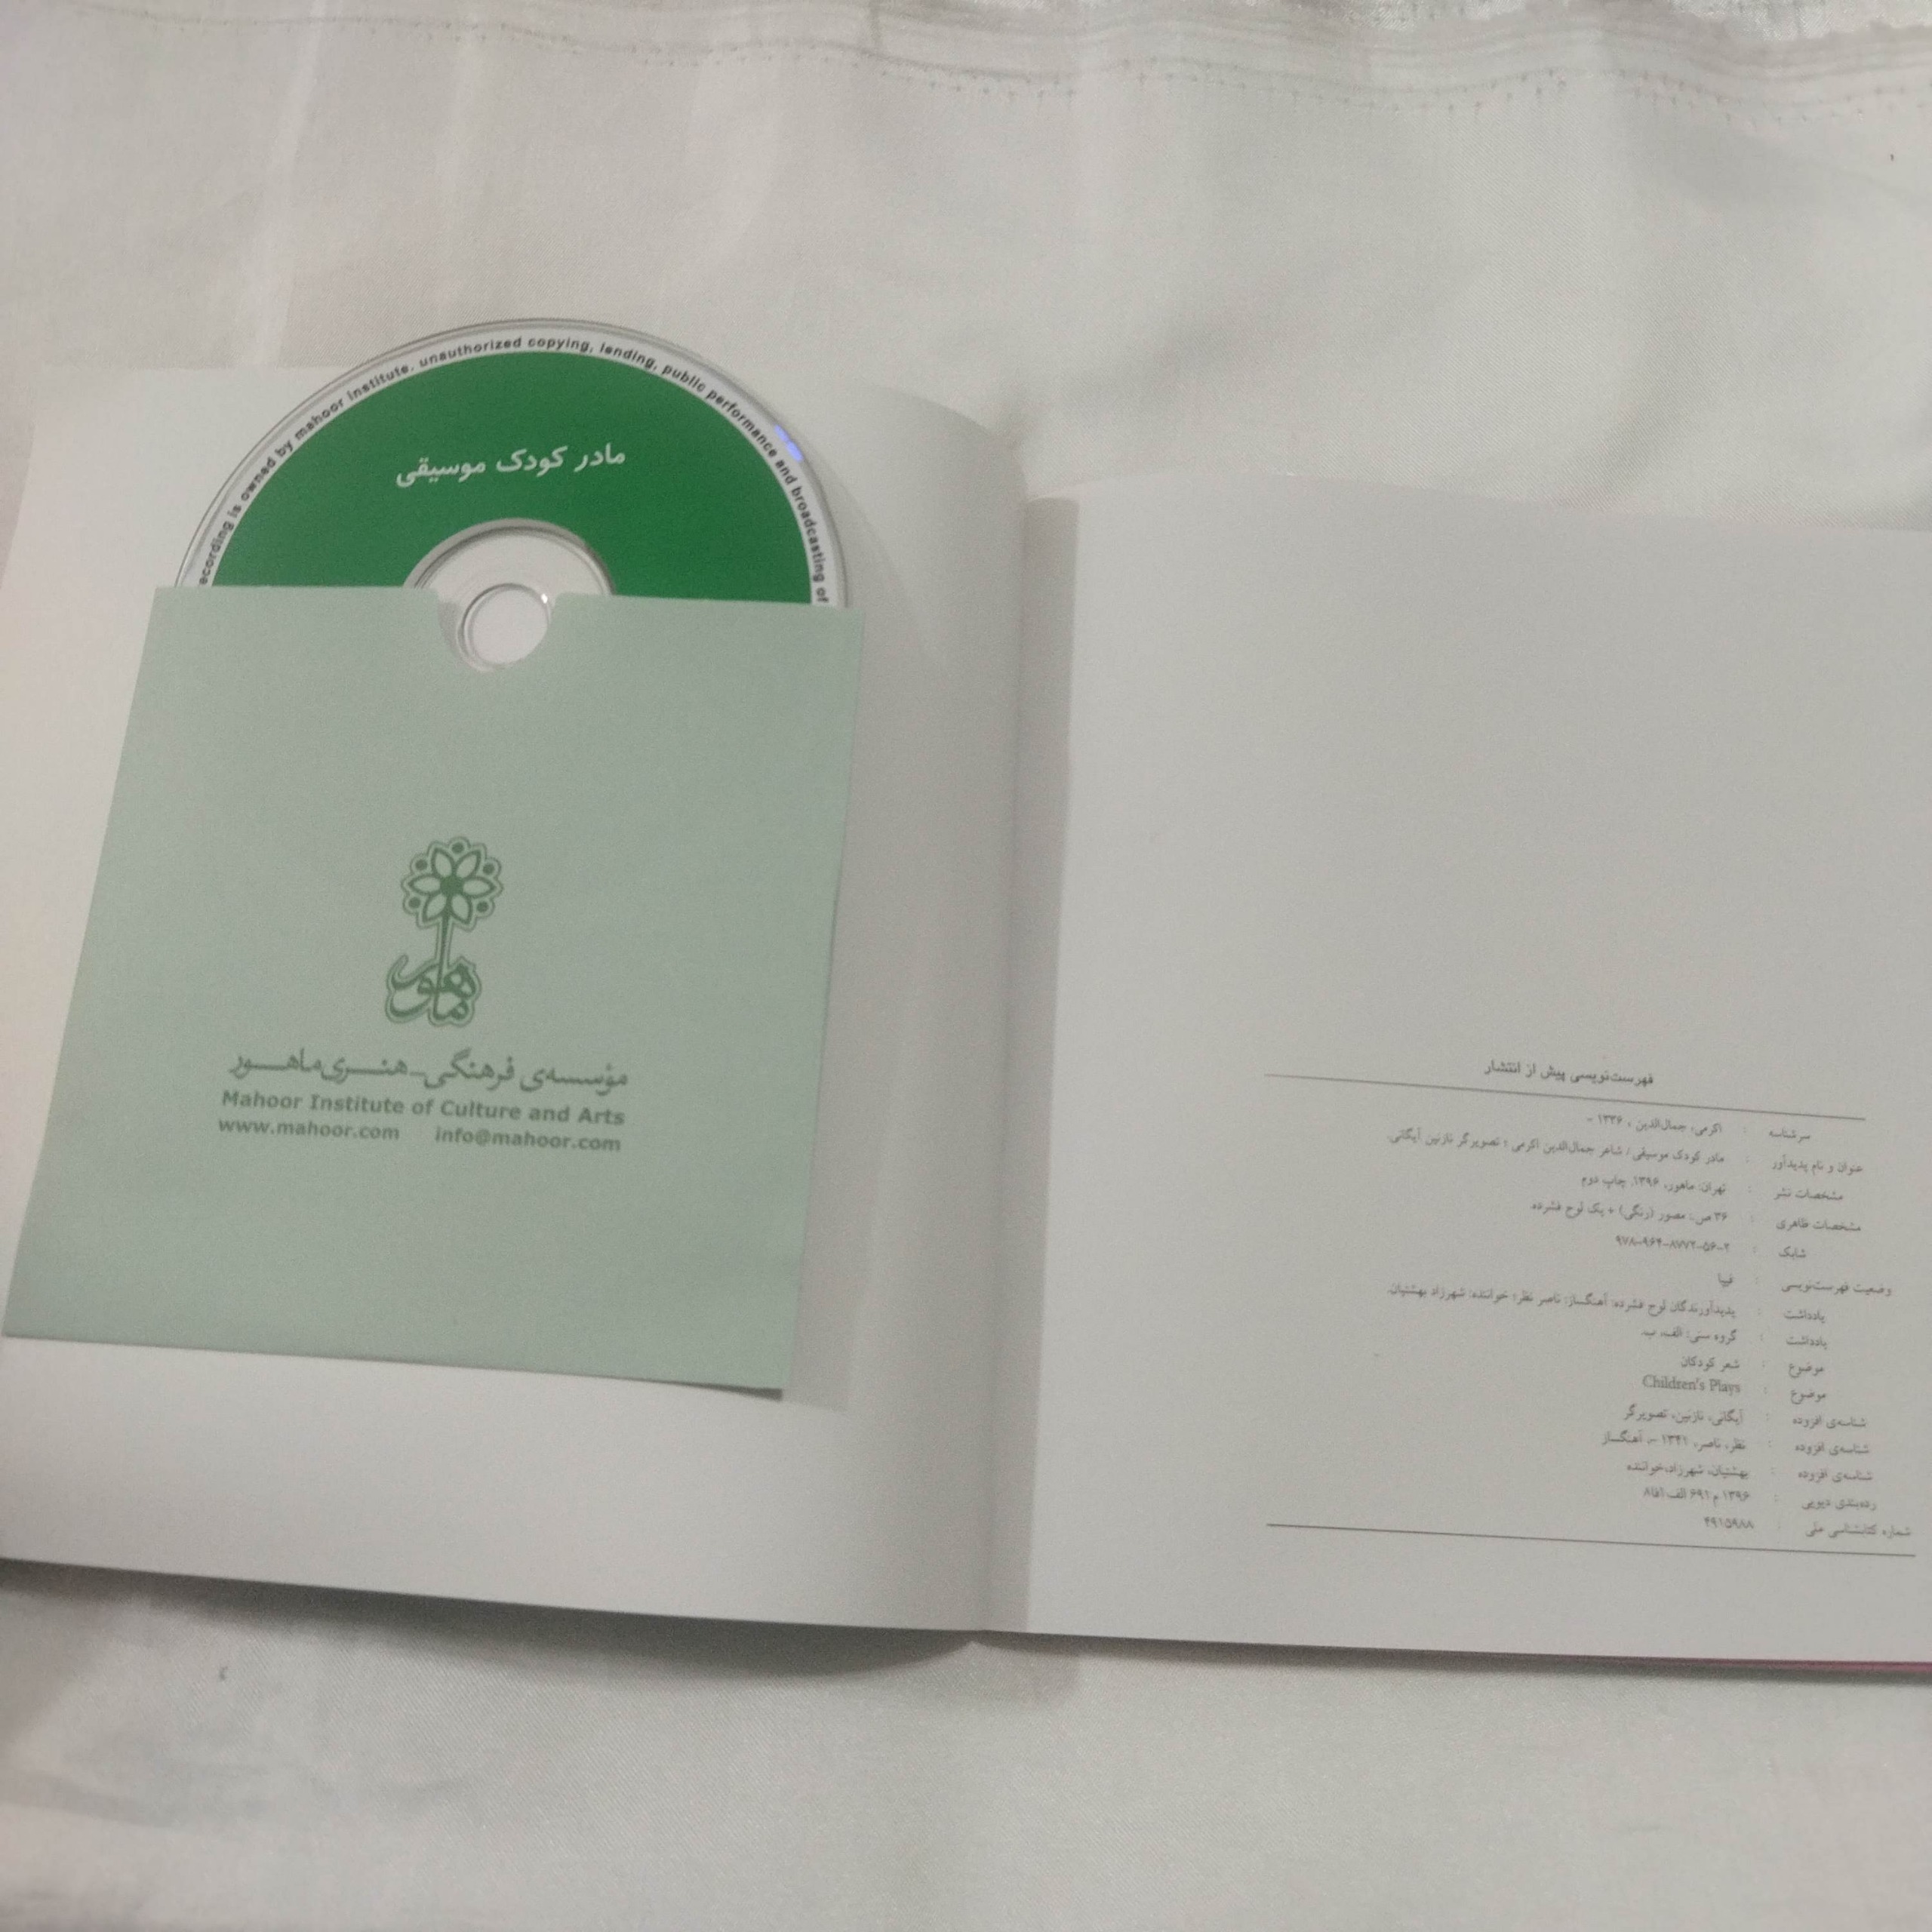 ecording is owned by mahoor institute. unauthorized copying, lending, public performance and broadcasting of
مادر کودک موسیقی
ماهور
مؤسسه‌ی فرهنگی-هنری ماهور
Mahoor Institute of Culture and Arts
www.mahoor.com info@mahoor.com
فهرست‌نویسی پیش از انتشار
سرشناسه : اکرمی، جمال‌الدین ، ۱۳۳۶ -
عنوان و نام پدیدآور : مادر کودک موسیقی / شاعر جمال‌الدین اکرمی ؛ تصویرگر نازنین آیگانی.
مشخصات نشر : تهران: ماهور، ۱۳۹۶. چاپ دوم
مشخصات ظاهری : ۳۶ ص.: مصور (رنگی) + یک لوح فشرده.
شابک : ۹۷۸-۹۶۴-۸۷۷۲-۵۶-۲
وضعیت فهرست‌نویسی : فیپا
یادداشت : پدیدآورندگان لوح فشرده: آهنگساز: ناصر نظر؛ خواننده: شهرزاد بهشتیان.
یادداشت : گروه سنی: الف، ب.
موضوع : شعر کودکان
موضوع : Children's Plays
شناسه‌ی افزوده : آیگانی، نازنین، تصویرگر
شناسه‌ی افزوده : نظر، ناصر، ۱۳۴۱ -، آهنگساز
شناسه‌ی افزوده : بهشتیان، شهرزاد، خواننده
رده‌بندی دیویی : ۱۳۹۶ م ۶۹۱ الف ۸فا۱
شماره کتابشناسی ملی : ۴۹۱۵۹۸۸